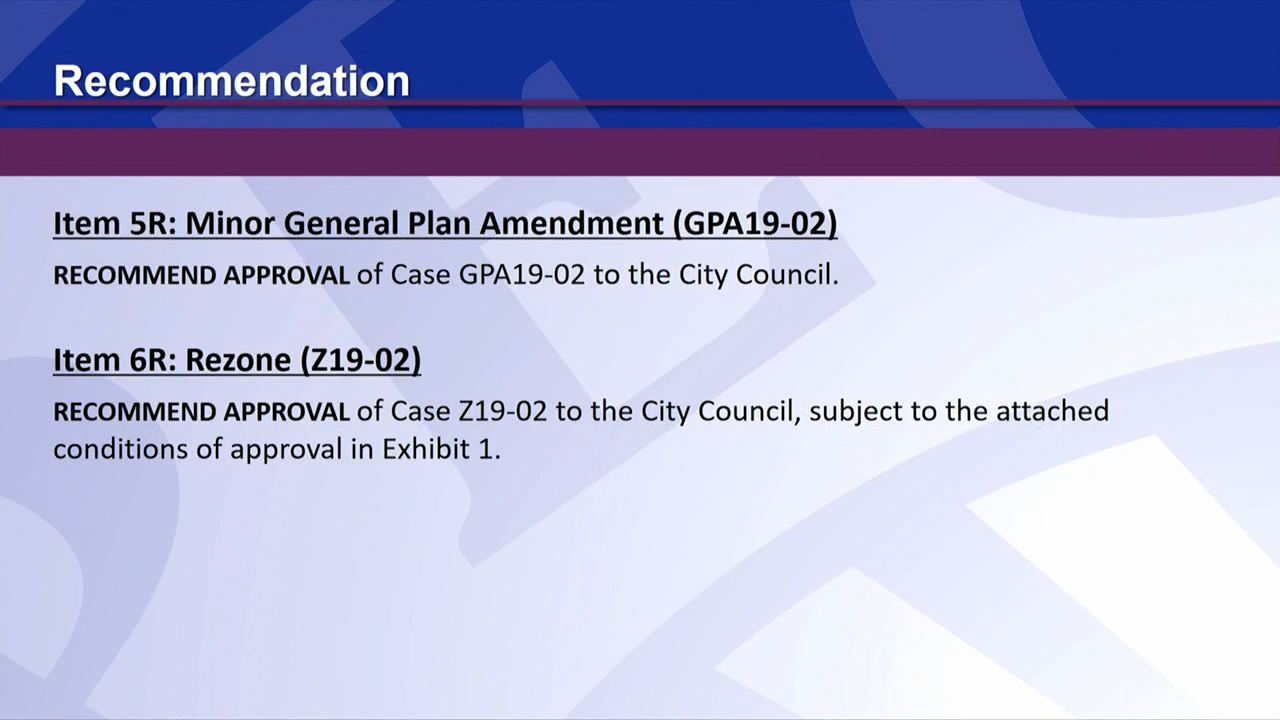 Recommendation
Item 5R: Minor General Plan Amendment (GPA19-02)
RECOMMEND APPROVAL of Case GPA19-02 to the City Council.
Item 6R: Rezone (Z19-02)
RECOMMEND APPROVAL of Case Z19-02 to the City Council, subject to the attached
conditions of approval in Exhibit 1.